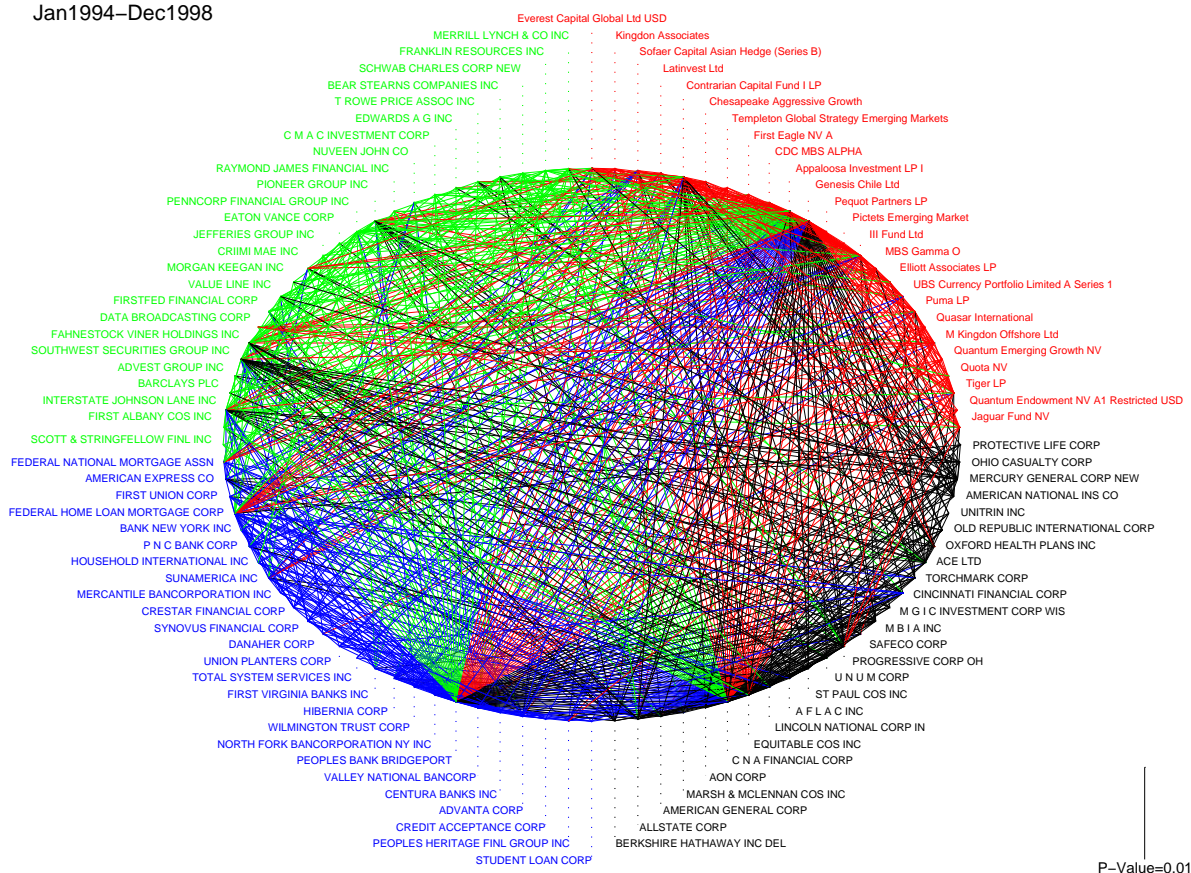 Jan1994−Dec1998
Everest Capital Global Ltd USD
Kingdon Associates
Sofaer Capital Asian Hedge (Series B)
Latinvest Ltd
Contrarian Capital Fund I LP
Chesapeake Aggressive Growth
Templeton Global Strategy Emerging Markets
First Eagle NV A
CDC MBS ALPHA
Appaloosa Investment LP I
Genesis Chile Ltd
Pequot Partners LP
Pictets Emerging Market
III Fund Ltd
MBS Gamma O
Elliott Associates LP
UBS Currency Portfolio Limited A Series 1
Puma LP
Quasar International
M Kingdon Offshore Ltd
Quantum Emerging Growth NV
Quota NV
Tiger LP
Quantum Endowment NV A1 Restricted USD
Jaguar Fund NV
PROTECTIVE LIFE CORP
OHIO CASUALTY CORP
MERCURY GENERAL CORP NEW
AMERICAN NATIONAL INS CO
UNITRIN INC
OLD REPUBLIC INTERNATIONAL CORP
OXFORD HEALTH PLANS INC
ACE LTD
TORCHMARK CORP
CINCINNATI FINANCIAL CORP
M G I C INVESTMENT CORP WIS
M B I A INC
SAFECO CORP
PROGRESSIVE CORP OH
U N U M CORP
ST PAUL COS INC
A F L A C INC
LINCOLN NATIONAL CORP IN
EQUITABLE COS INC
C N A FINANCIAL CORP
AON CORP
MARSH & MCLENNAN COS INC
AMERICAN GENERAL CORP
ALLSTATE CORP
BERKSHIRE HATHAWAY INC DEL
MERRILL LYNCH & CO INC
FRANKLIN RESOURCES INC
SCHWAB CHARLES CORP NEW
BEAR STEARNS COMPANIES INC
T ROWE PRICE ASSOC INC
EDWARDS A G INC
C M A C INVESTMENT CORP
NUVEEN JOHN CO
RAYMOND JAMES FINANCIAL INC
PIONEER GROUP INC
PENNCORP FINANCIAL GROUP INC
EATON VANCE CORP
JEFFERIES GROUP INC
CRIIMI MAE INC
MORGAN KEEGAN INC
VALUE LINE INC
FIRSTFED FINANCIAL CORP
DATA BROADCASTING CORP
FAHNESTOCK VINER HOLDINGS INC
SOUTHWEST SECURITIES GROUP INC
ADVEST GROUP INC
BARCLAYS PLC
INTERSTATE JOHNSON LANE INC
FIRST ALBANY COS INC
SCOTT & STRINGFELLOW FINL INC
FEDERAL NATIONAL MORTGAGE ASSN
AMERICAN EXPRESS CO
FIRST UNION CORP
FEDERAL HOME LOAN MORTGAGE CORP
BANK NEW YORK INC
P N C BANK CORP
HOUSEHOLD INTERNATIONAL INC
SUNAMERICA INC
MERCANTILE BANCORPORATION INC
CRESTAR FINANCIAL CORP
SYNOVUS FINANCIAL CORP
DANAHER CORP
UNION PLANTERS CORP
TOTAL SYSTEM SERVICES INC
FIRST VIRGINIA BANKS INC
HIBERNIA CORP
WILMINGTON TRUST CORP
NORTH FORK BANCORPORATION NY INC
PEOPLES BANK BRIDGEPORT
VALLEY NATIONAL BANCORP
CENTURA BANKS INC
ADVANTA CORP
CREDIT ACCEPTANCE CORP
PEOPLES HERITAGE FINL GROUP INC
STUDENT LOAN CORP
P−Value=0.01